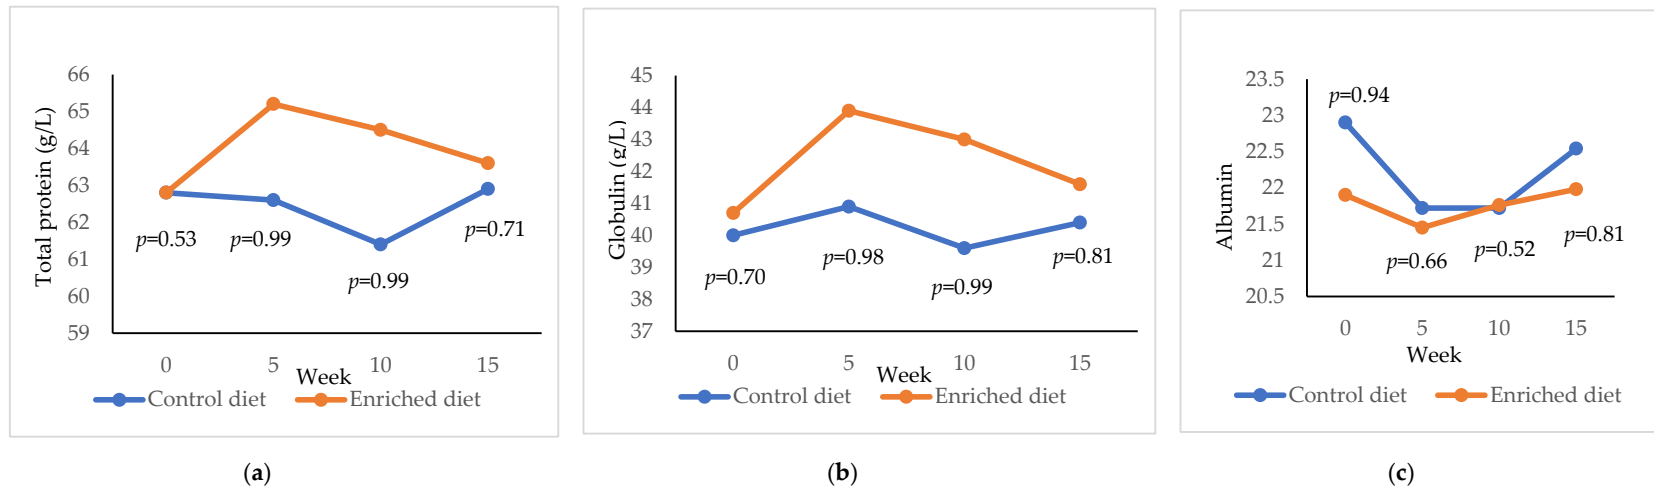 Total protein (g/L)
66
65
64
63
62
61
60
59
p=0.53
p=0.99
p=0.99
p=0.71
0 5 10 15
Week
Control diet Enriched diet
(a)
Globulin (g/L)
45
44
43
42
41
40
39
38
37
p=0.70
p=0.98
p=0.99
p=0.81
0 5 10 15
Week
Control diet Enriched diet
(b)
Albumin
23.5
23
22.5
22
21.5
21
20.5
p=0.94
p=0.66
p=0.52
p=0.81
0 5 10 15
Week
Control diet Enriched diet
(c)